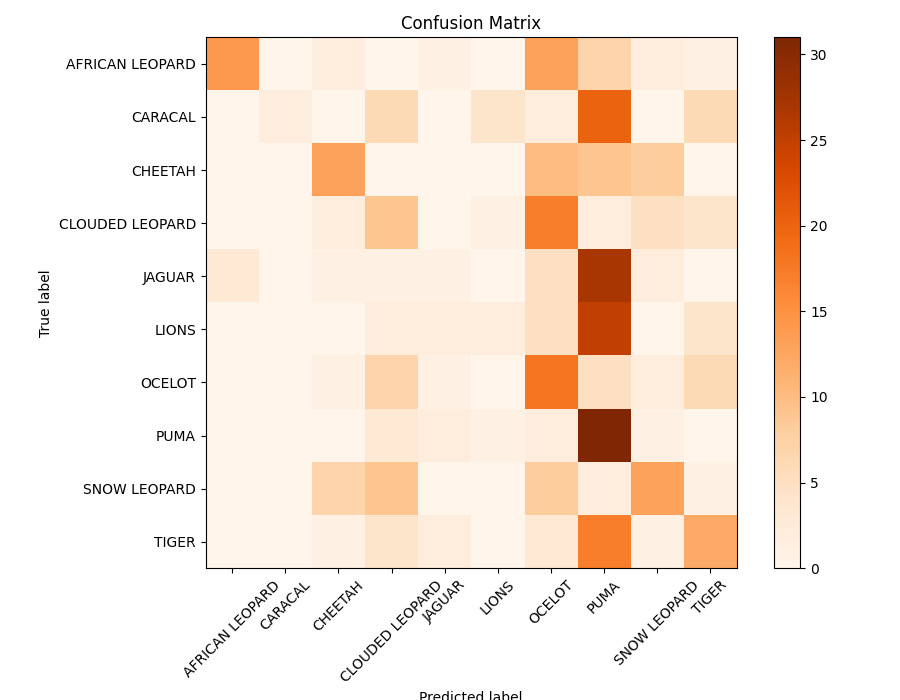 Confusion Matrix
AFRICAN LEOPARD
CARACAL
CHEETAH
CLOUDED LEOPARD
JAGUAR
LIONS
OCELOT
PUMA
SNOW LEOPARD
TIGER
True label
AFRICAN LEOPARD
CARACAL
CHEETAH
CLOUDED LEOPARD
JAGUAR
LIONS
OCELOT
PUMA
SNOW LEOPARD
TIGER
Predicted label
30
25
20
15
10
5
0